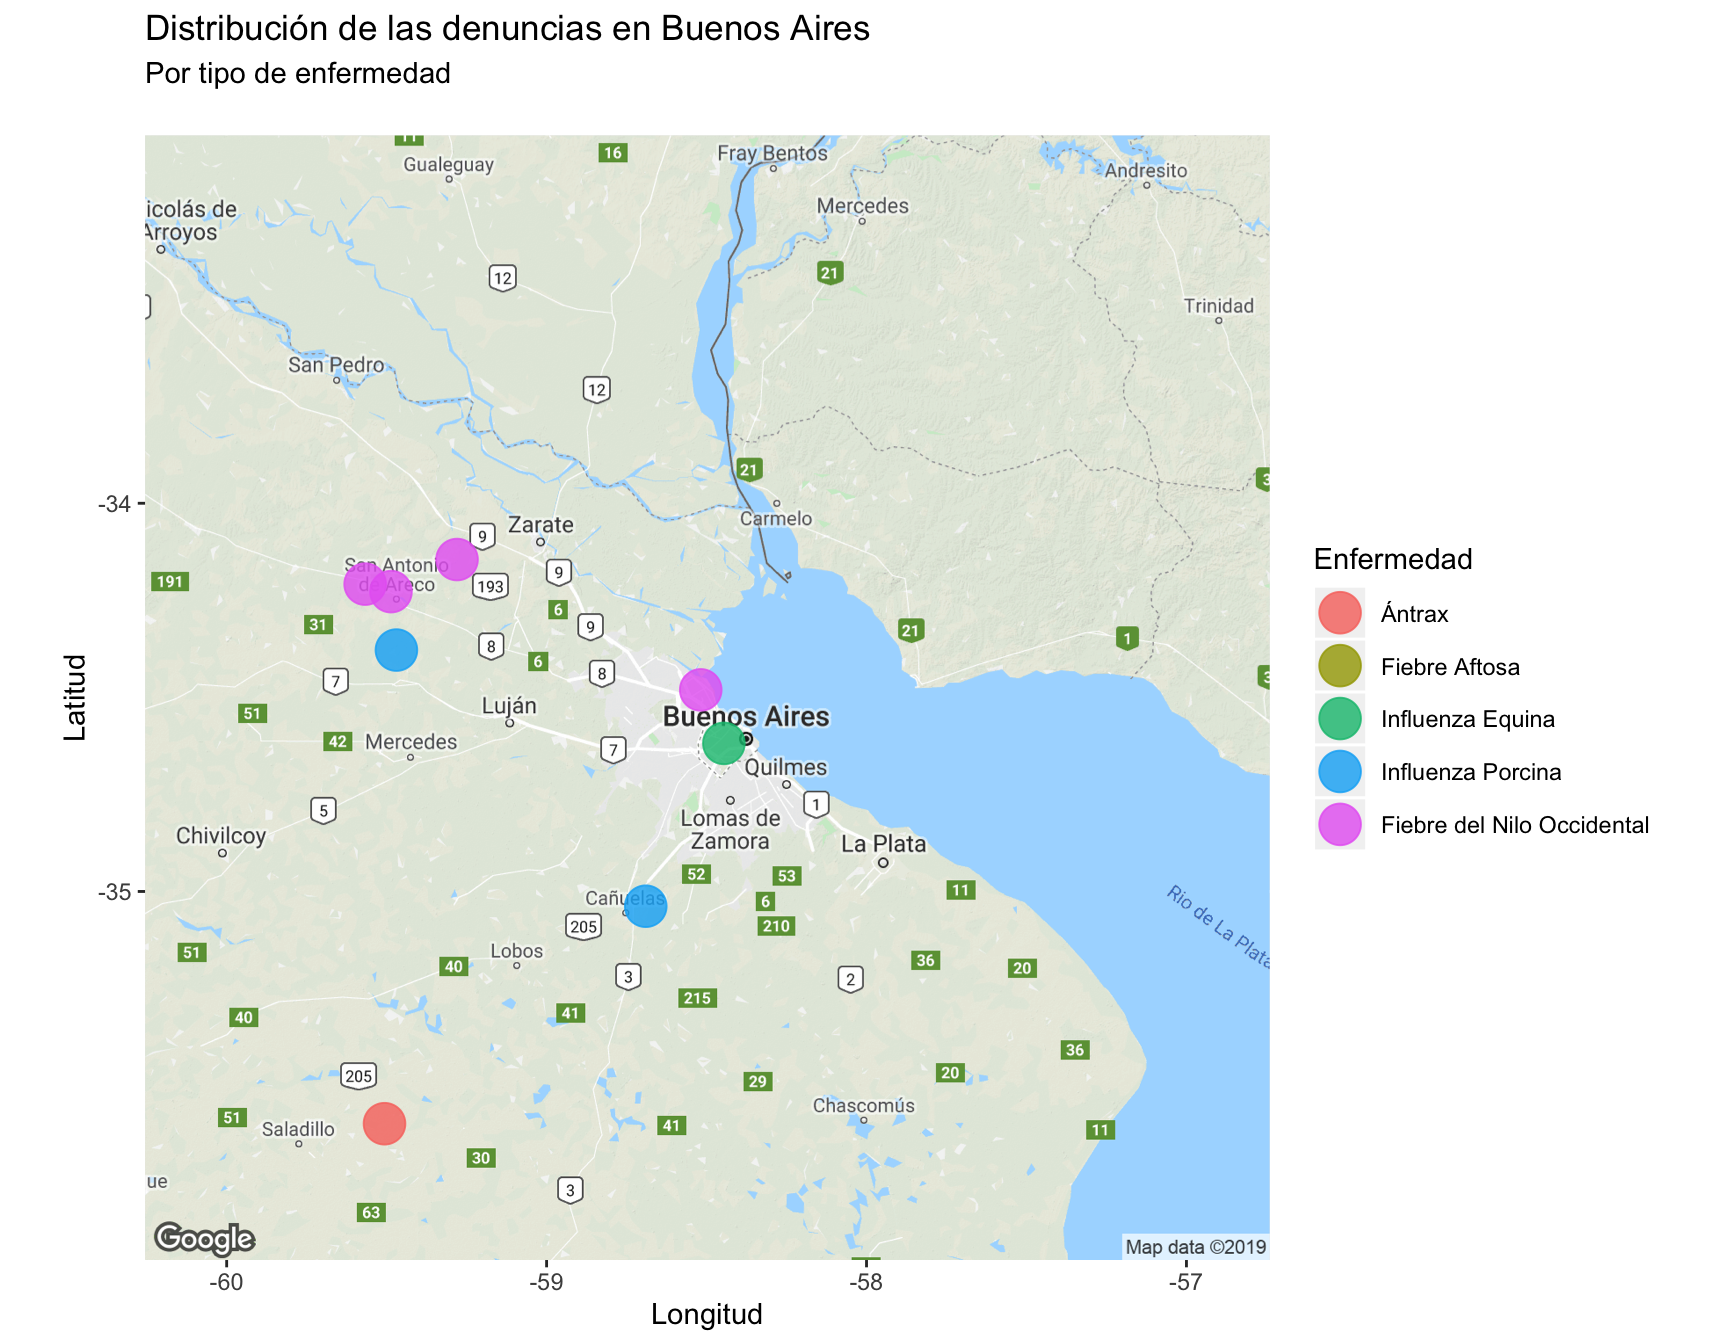 Distribución de las denuncias en Buenos Aires
Por tipo de enfermedad
11
16
Gualeguay
Fray Bentos
Andresito
Mercedes
icolás de
Arroyos
12
21
Trinidad
San Pedro
12
21
3
-34
Carmelo
Zarate
9
San Antonio
de Areco
191
193
9
6
31
9
21
1
8
6
8
7
3
Luján
51
Buenos Aires
42
Mercedes
7
Quilmes
5
1
Lomas de
Zamora
Chivilcoy
La Plata
52
53
-35
11
Cañuelas
6
205
210
Rio de La Plata
51
Lobos
40
3
36
20
2
215
40
41
36
205
29
20
Chascomús
51
Saladillo
41
11
30
ue
3
63
Google
Map data ©2019
-60
-59
-58
-57
Longitud
Latitud
Enfermedad
Ántrax
Fiebre Aftosa
Influenza Equina
Influenza Porcina
Fiebre del Nilo Occidental